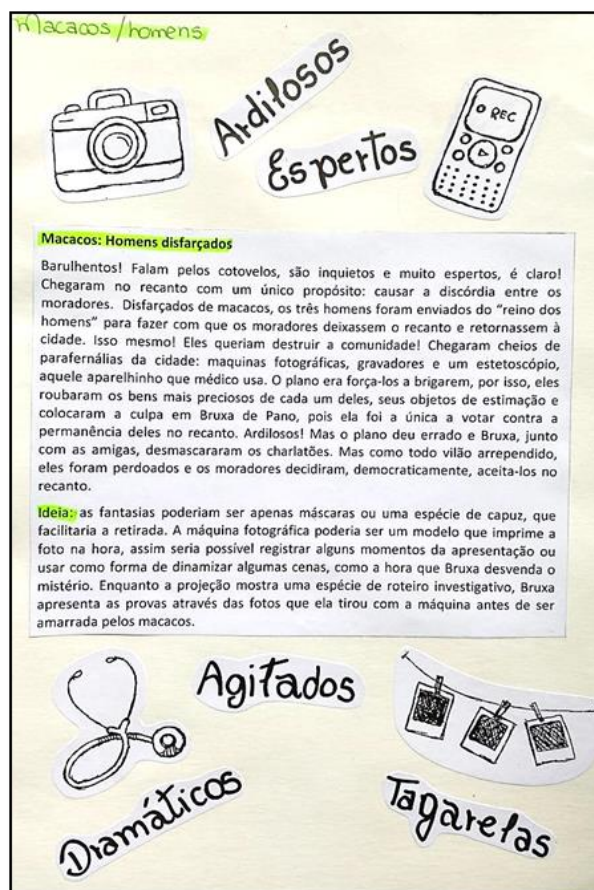 Macacos/homens
Ardilosos
Espertos
REC
Macacos: Homens disfarçados
Barulhentos! Falam pelos cotovelos, são inquietos e muito espertos, é claro!
Chegaram no recanto com um único propósito: causar a discórdia entre os
moradores. Disfarçados de macacos, os três homens foram enviados do "reino dos
homens" para fazer com que os moradores deixassem o recanto e retornassem à
cidade. Isso mesmo! Eles queriam destruir a comunidade! Chegaram cheios de
parafernálias da cidade: maquinas fotográficas, gravadores e um estetoscópio,
aquele aparelhinho que médico usa. O plano era força-los a brigarem, por isso, eles
roubaram os bens mais preciosos de cada um deles, seus objetos de estimação e
colocaram a culpa em Bruxa de Pano, pois ela foi a única a votar contra a
permanência deles no recanto. Ardilosos! Mas o plano deu errado e Bruxa, junto
com as amigas, desmascararam os charlatões. Mas como todo vilão arrependido,
eles foram perdoados e os moradores decidiram, democraticamente, aceita-los no
recanto.
Ideia: as fantasias poderiam ser apenas máscaras ou uma espécie de capuz, que
facilitaria a retirada. A máquina fotográfica poderia ser um modelo que imprime a
foto na hora, assim seria possível registrar alguns momentos da apresentação ou
usar como forma de dinamizar algumas cenas, como a hora que Bruxa desvenda o
mistério. Enquanto a projeção mostra uma espécie de roteiro investigativo, Bruxa
apresenta as provas através das fotos que ela tirou com a máquina antes de ser
amarrada pelos macacos.
Agitados
Dramáticos
Tagarelas